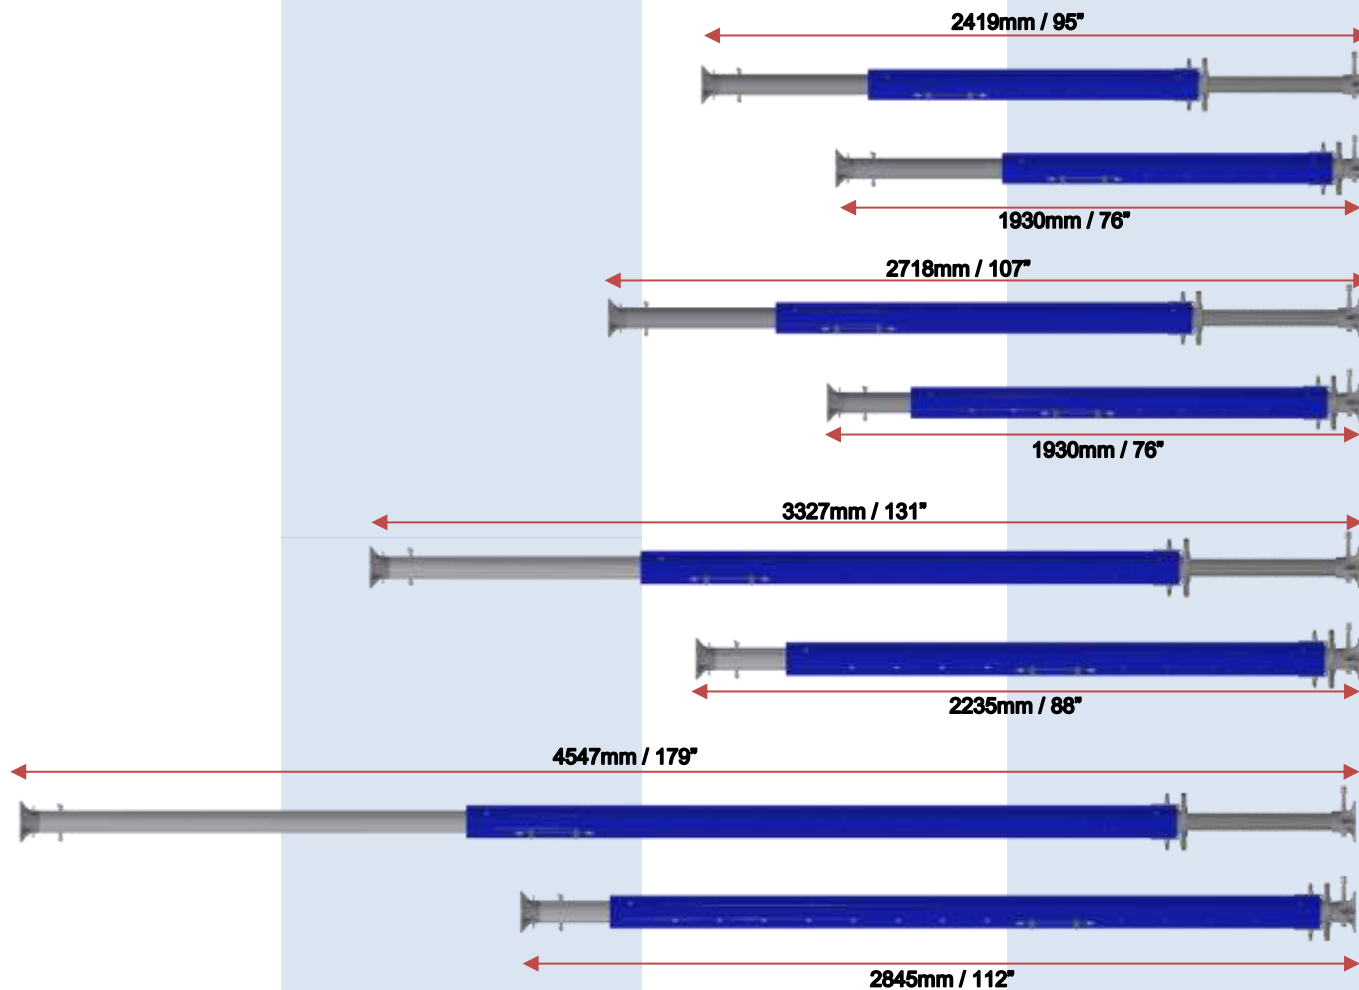 2419mm / 95”
1930mm / 76”
2718mm / 107”
1930mm / 76”
3327mm / 131”
2235mm / 88”
4547mm / 179”
2845mm / 112”